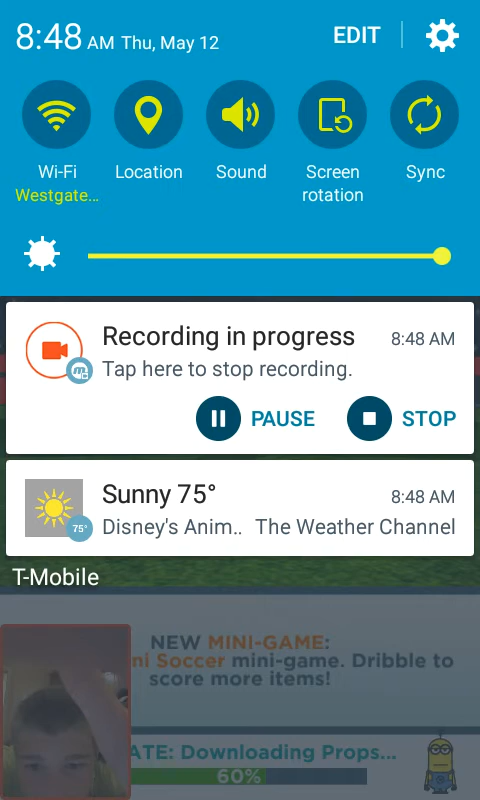 8:48 AM Thu, May 12 EDIT
Wi-Fi Location Sound Screen rotation Sync
Westgate...
Recording in progress 8:48 AM
Tap here to stop recording.
PAUSE STOP
Sunny 75° 8:48 AM
75°
Disney's Anim.. The Weather Channel
T-Mobile
NEW MINI-GAME:
ni Soccer mini-game. Dribble to
score more items!
ATE: Downloading Props...
60%